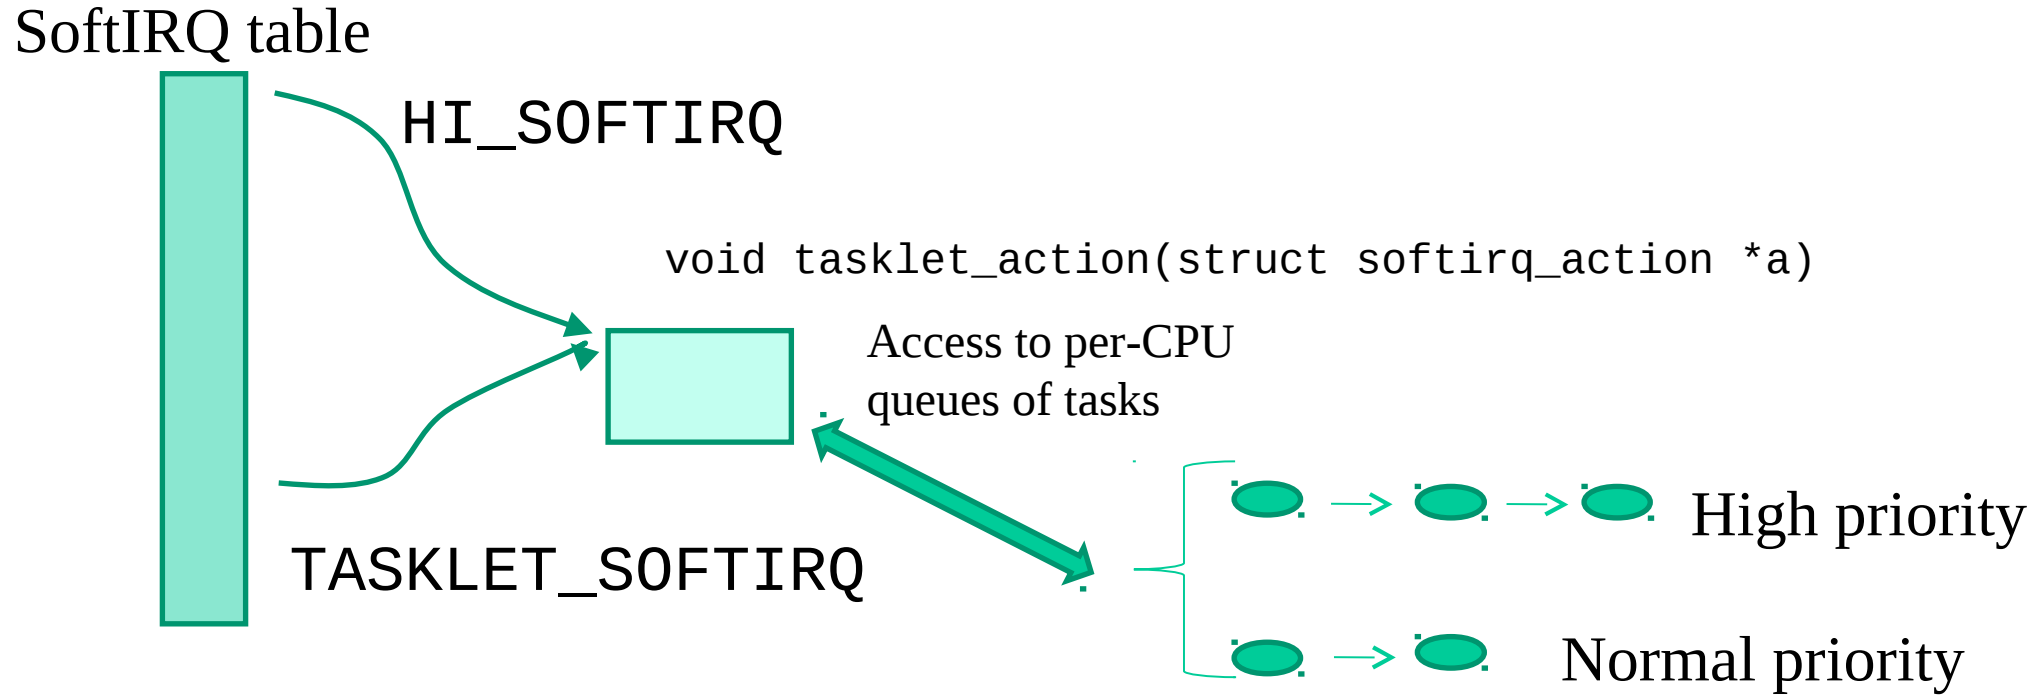 SoftIRQ table
HI_SOFTIRQ
void tasklet_action(struct softirq_action *a)
Access to per-CPU
queues of tasks
High priority
TASKLET_SOFTIRQ
Normal priority